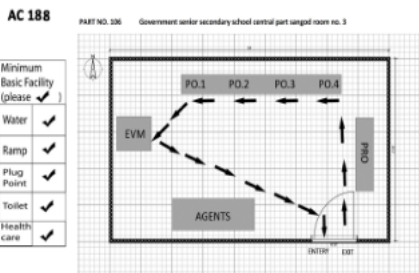 AC 188
PART NO. 106 Government senior secondary school central part sangod room no. 3
Minimum
Basic Facility
(please ✔ )
Water ✔
Ramp ✔
Plug
Point ✔
Toilet ✔
Health
care ✔
PO.1 PO.2 PO.3 PO.4
EVM
PRO
AGENTS
ENTERY EXIT